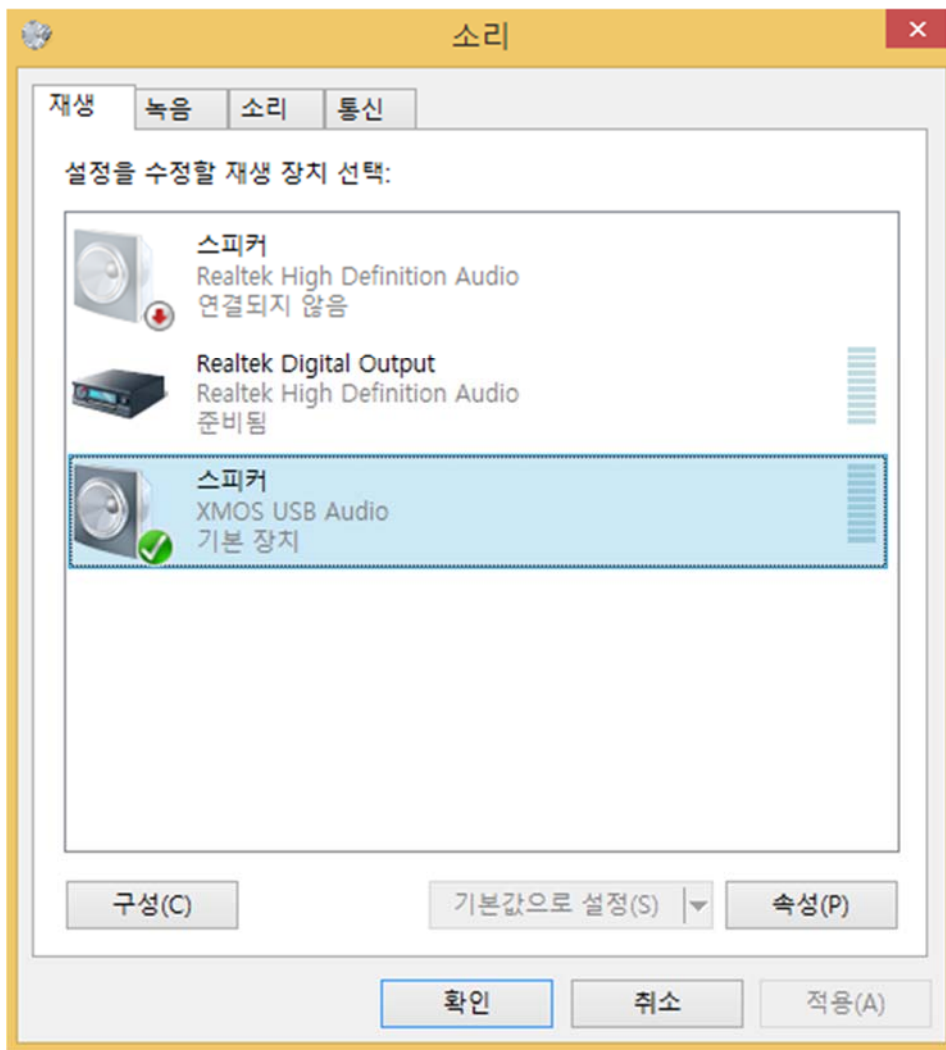 소리
재생 녹음 소리 통신
설정을 수정할 재생 장치 선택:
스피커
Realtek High Definition Audio
연결되지 않음
Realtek Digital Output
Realtek High Definition Audio
준비됨
스피커
XMOS USB Audio
기본 장치
구성(C) 기본값으로 설정(S) 속성(P)
확인 취소 적용(A)